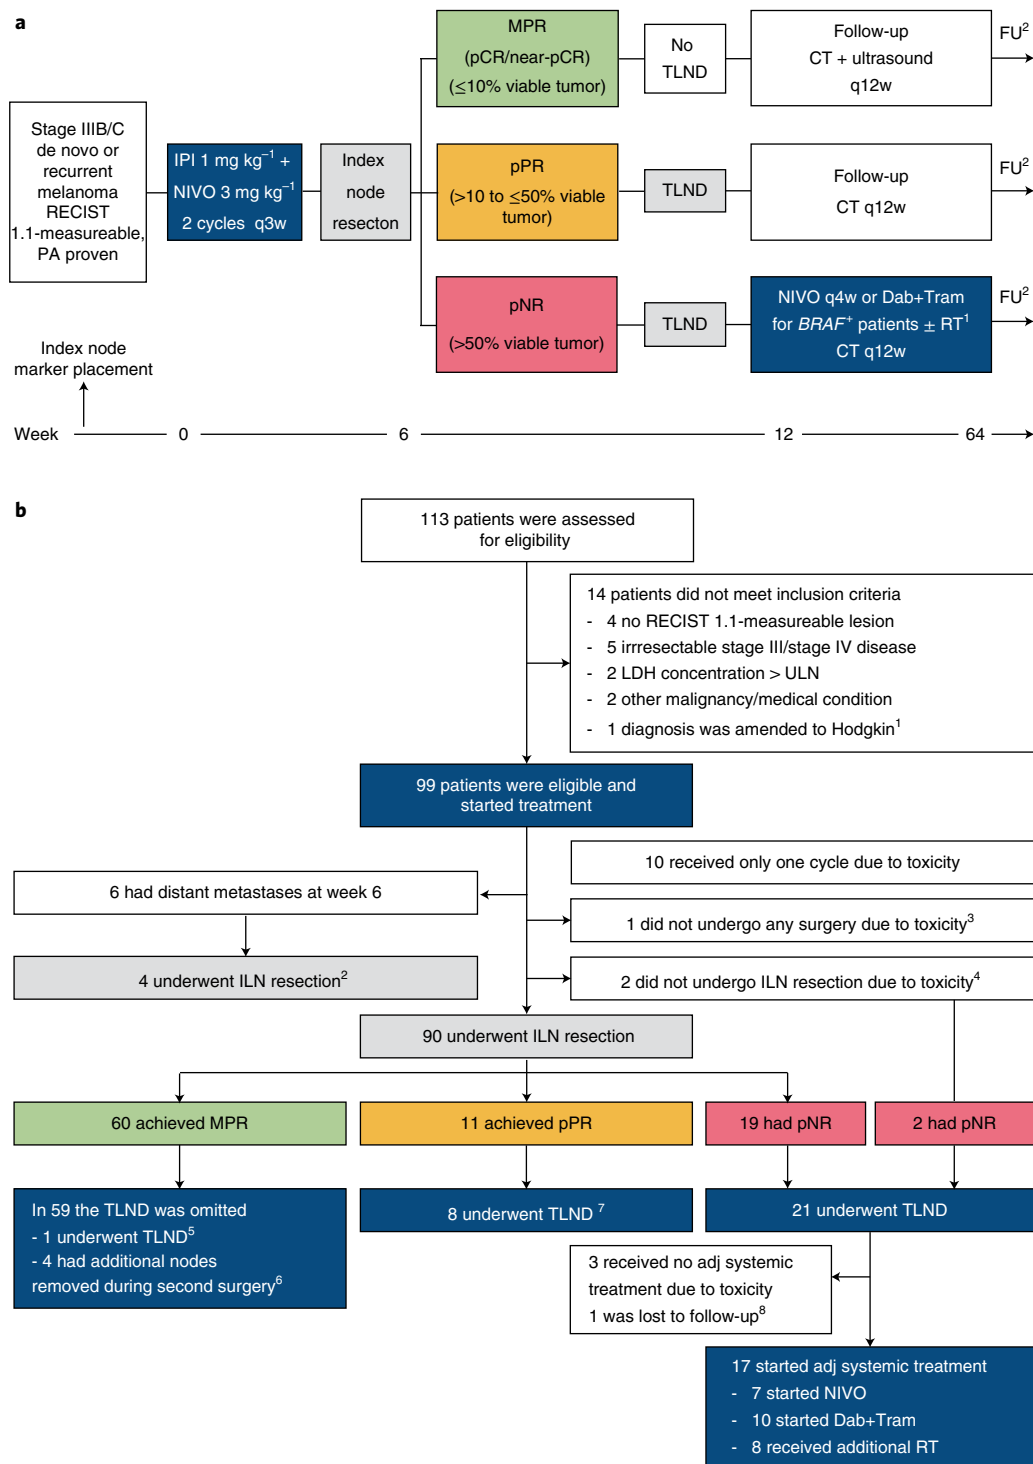 a
Stage IIIB/C
de novo or
recurrent
melanoma
RECIST
1.1-measureable,
PA proven
IPI 1 mg kg⁻¹ +
NIVO 3 mg kg⁻¹
2 cycles q3w
Index
node
resecton
MPR
(pCR/near-pCR)
(≤10% viable tumor)
No
TLND
Follow-up
CT + ultrasound
q12w
FU²
pPR
(>10 to ≤50% viable
tumor)
TLND
Follow-up
CT q12w
FU²
pNR
(>50% viable tumor)
TLND
NIVO q4w or Dab+Tram
for BRAF⁺ patients ± RT¹
CT q12w
FU²
Index node
marker placement
Week 0 6 12 64
b
113 patients were assessed
for eligibility
14 patients did not meet inclusion criteria
- 4 no RECIST 1.1-measureable lesion
- 5 irrresectable stage III/stage IV disease
- 2 LDH concentration > ULN
- 2 other malignancy/medical condition
- 1 diagnosis was amended to Hodgkin¹
99 patients were eligible and
started treatment
10 received only one cycle due to toxicity
6 had distant metastases at week 6
1 did not undergo any surgery due to toxicity³
4 underwent ILN resection²
2 did not undergo ILN resection due to toxicity⁴
90 underwent ILN resection
60 achieved MPR
11 achieved pPR
19 had pNR
2 had pNR
In 59 the TLND was omitted
- 1 underwent TLND⁵
- 4 had additional nodes
removed during second surgery⁶
8 underwent TLND ⁷
21 underwent TLND
3 received no adj systemic
treatment due to toxicity
1 was lost to follow-up⁸
17 started adj systemic treatment
- 7 started NIVO
- 10 started Dab+Tram
- 8 received additional RT